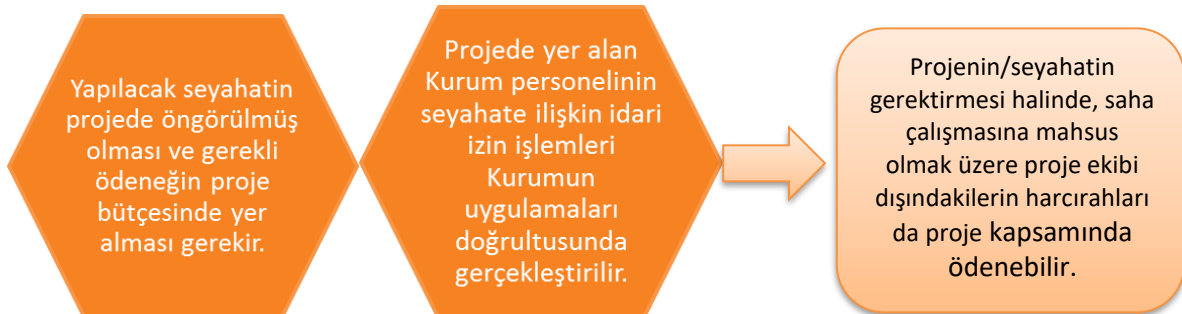 Yapılacak seyahatin
projede öngörülmüş
olması ve gerekli
ödeneğin proje
bütçesinde yer
alması gerekir.
Projede yer alan
Kurum personelinin
seyahate ilişkin idari
izin işlemleri
Kurumun
uygulamaları
doğrultusunda
gerçekleştirilir.
Projenin/seyahatin
gerektirmesi halinde, saha
çalışmasına mahsus
olmak üzere proje ekibi
dışındakilerin harcırahları
da proje kapsamında
ödenebilir.